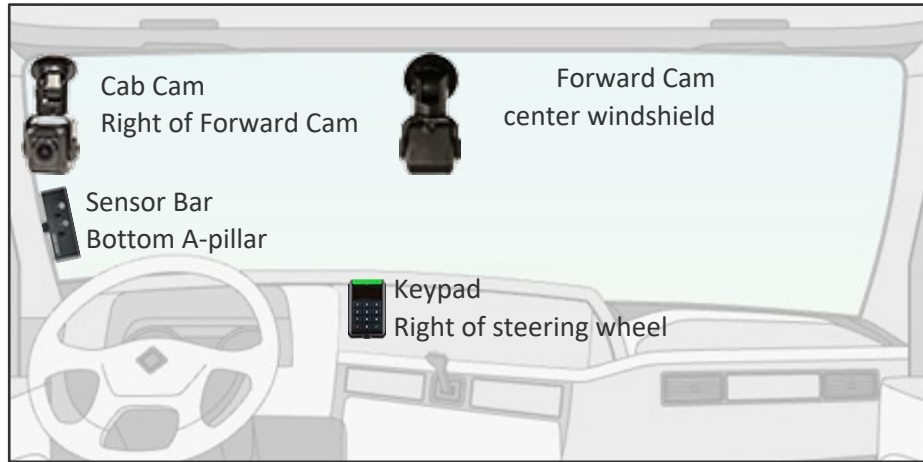 Cab Cam
Right of Forward Cam
Forward Cam
center windshield
Sensor Bar
Bottom A-pillar
Keypad
Right of steering wheel